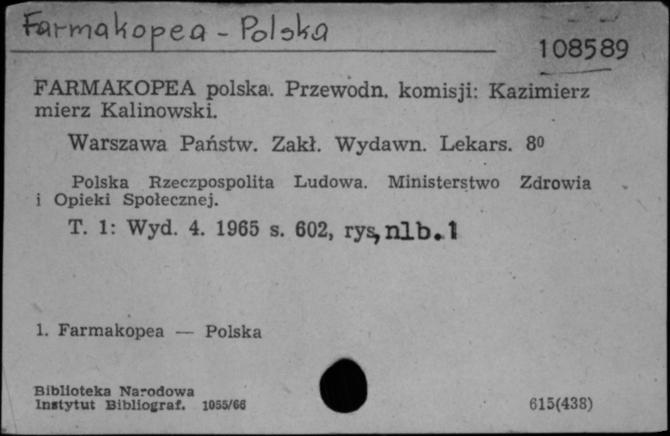 Farmakopea - Polska
108589
FARMAKOPEA polska. Przewodn. komisji: Kazimierz
mierz Kalinowski.
Warszawa Państw. Zakł. Wydawn. Lekars. 8⁰
Polska Rzeczpospolita Ludowa. Ministerstwo Zdrowia
i Opieki Społecznej.
T. 1: Wyd. 4. 1965 s. 602, rys, nlb. 1
1. Farmakopea — Polska
Biblioteka Narodowa
Instytut Bibliograf. 1055/66
615(438)